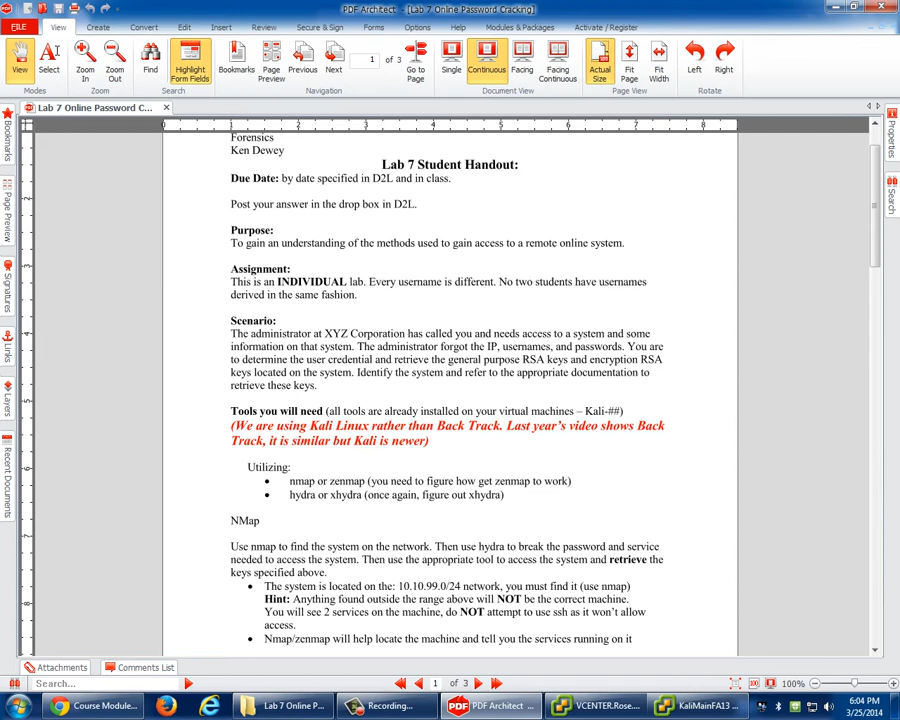 PDF Architect - [Lab 7 Online Password Cracking]
FILE View Create Edit Insert Review Secure & Sign Forms Options Modules & Packages Activate / Register
View Select Zoom In Zoom Out Find Highlight Form Fields Bookmarks Page Preview Previous Next 1 of 3 Go to Page Single Continuous Facing Facing Continuous Actual Size Fit Page Fit Width Left Right
Modes Zoom Search Navigation Document View Page View Rotate
Lab 7 Online Password C...
0 1 2 3 4 5 6 7 8
Bookmarks
Page Preview
Signatures
Links
Layers
Recent Documents
Search
2
3
4
5
6
7
8
Forensics
Ken Dewey
Lab 7 Student Handout:
Due Date: by date specified in D2L and in class.
Post your answer in the drop box in D2L.
Purpose:
To gain an understanding of the methods used to gain access to a remote online system.
Assignment:
This is an INDIVIDUAL lab. Every username is different. No two students have usernames
derived in the same fashion.
Scenario:
The administrator at XYZ Corporation has called you and needs access to a system and some
information on that system. The administrator forgot the IP, usernames, and passwords. You are
to determine the user credential and retrieve the general purpose RSA keys and encryption RSA
keys located on the system. Identify the system and refer to the appropriate documentation to
retrieve these keys.
Tools you will need (all tools are already installed on your virtual machines – Kali-##)
(We are using Kali Linux rather than Back Track. Last year's video shows Back
Track, it is similar but Kali is newer)
Utilizing:
• nmap or zenmap (you need to figure how get zenmap to work)
• hydra or xhydra (once again, figure out xhydra)
NMap
Use nmap to find the system on the network. Then use hydra to break the password and service
needed to access the system. Then use the appropriate tool to access the system and retrieve the
keys specified above.
• The system is located on the: 10.10.99.0/24 network, you must find it (use nmap)
Hint: Anything found outside the range above will NOT be the correct machine.
You will see 2 services on the machine, do NOT attempt to use ssh as it won't allow
access.
• Nmap/zenmap will help locate the machine and tell you the services running on it
Attachments Comments List
Search... 1 of 3 100%
Course Module... Lab 7 Online P... Recording... PDF Architect ... VCENTER.Rose... KaliMainFA13 ... 6:04 PM
3/25/2014